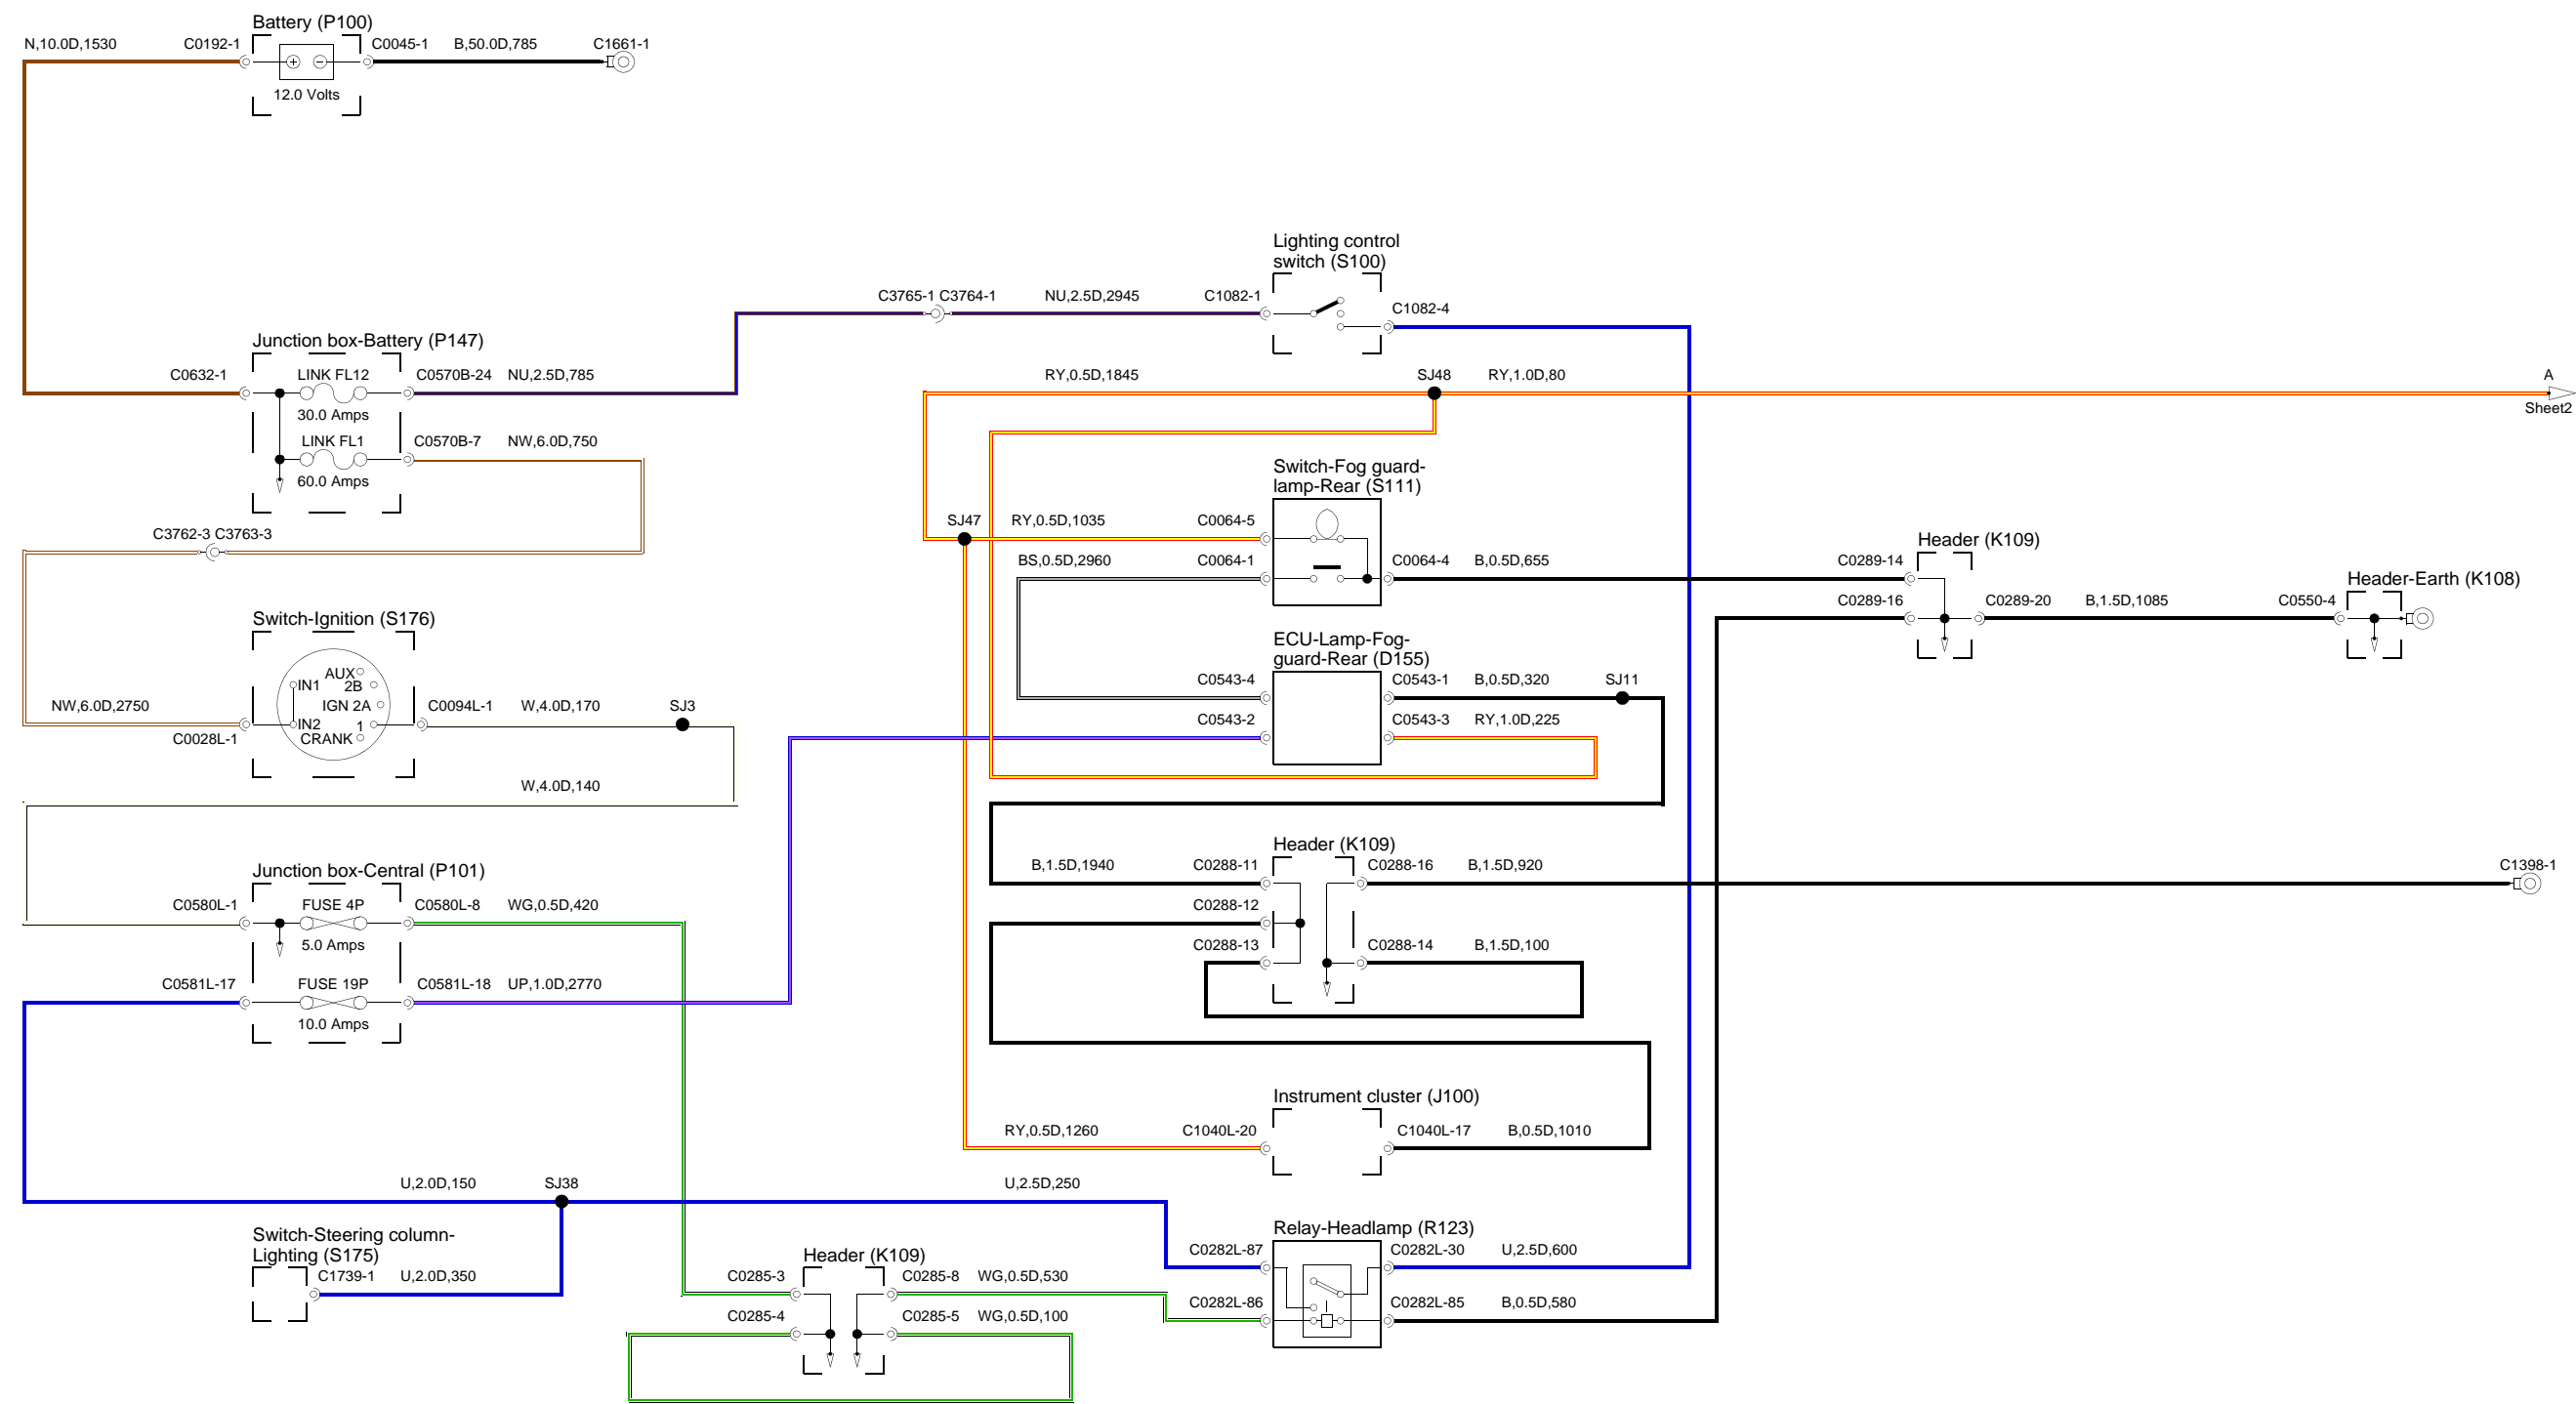 Battery (P100)
N,10.0D,1530
C0192-1
C0045-1
B,50.0D,785
C1661-1
12.0 Volts
Lighting control
switch (S100)
C3765-1 C3764-1
NU,2.5D,2945
C1082-1
C1082-4
Junction box-Battery (P147)
C0632-1
LINK FL12
C0570B-24
NU,2.5D,785
30.0 Amps
LINK FL1
C0570B-7
NW,6.0D,750
60.0 Amps
RY,0.5D,1845
SJ48
RY,1.0D,80
A
Sheet2
Switch-Fog guard-
lamp-Rear (S111)
SJ47
RY,0.5D,1035
C0064-5
BS,0.5D,2960
C0064-1
C0064-4
B,0.5D,655
C3762-3 C3763-3
Header (K109)
C0289-14
C0289-16
C0289-20
B,1.5D,1085
Header-Earth (K108)
C0550-4
Switch-Ignition (S176)
AUX
IN1
2B
IGN 2A
IN2
1
CRANK
NW,6.0D,2750
C0028L-1
C0094L-1
W,4.0D,170
SJ3
W,4.0D,140
ECU-Lamp-Fog-
guard-Rear (D155)
C0543-4
C0543-1
B,0.5D,320
SJ11
C0543-2
C0543-3
RY,1.0D,225
Junction box-Central (P101)
C0580L-1
FUSE 4P
C0580L-8
WG,0.5D,420
5.0 Amps
C0581L-17
FUSE 19P
C0581L-18
UP,1.0D,2770
10.0 Amps
Header (K109)
B,1.5D,1940
C0288-11
C0288-16
B,1.5D,920
C1398-1
C0288-12
C0288-13
C0288-14
B,1.5D,100
Instrument cluster (J100)
RY,0.5D,1260
C1040L-20
C1040L-17
B,0.5D,1010
U,2.0D,150
SJ38
U,2.5D,250
Switch-Steering column-
Lighting (S175)
C1739-1
U,2.0D,350
Header (K109)
C0285-3
C0285-8
WG,0.5D,530
C0285-4
C0285-5
WG,0.5D,100
Relay-Headlamp (R123)
C0282L-87
C0282L-30
U,2.5D,600
C0282L-86
C0282L-85
B,0.5D,580